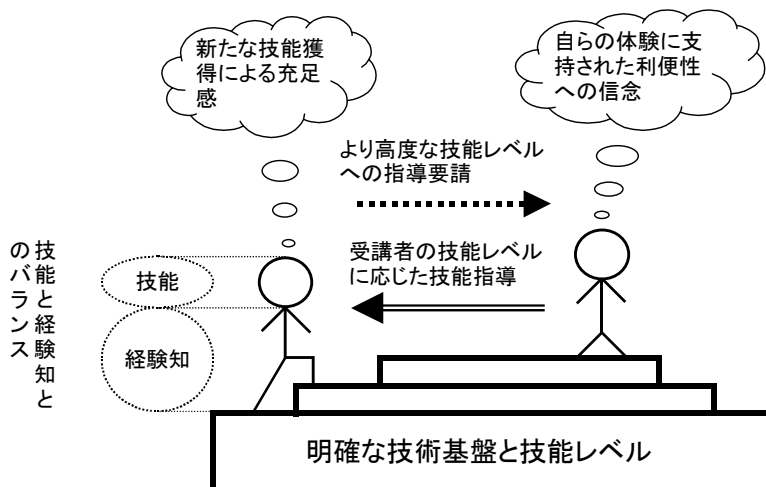 新たな技能獲
得による充足
感
自らの体験に支
持された利便性
への信念
より高度な技能レベル
への指導要請
受講者の技能レベル
に応じた技能指導
技能と経験知と
のバランス
技能
経験知
明確な技術基盤と技能レベル